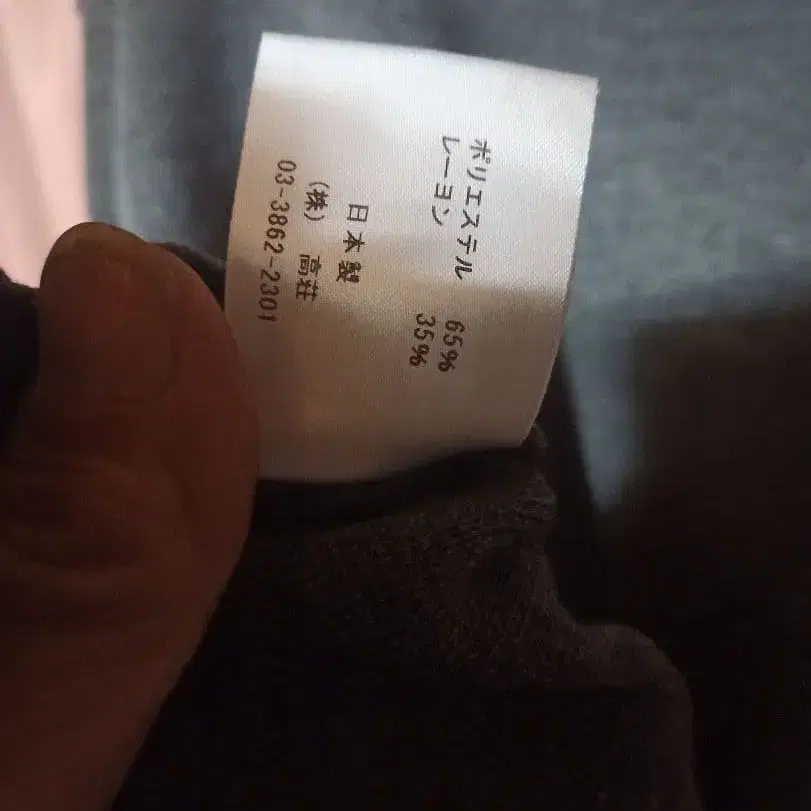 ポリエステル 65%
レーヨン 35%
日本製
(株) 高荘
03-3862-2301